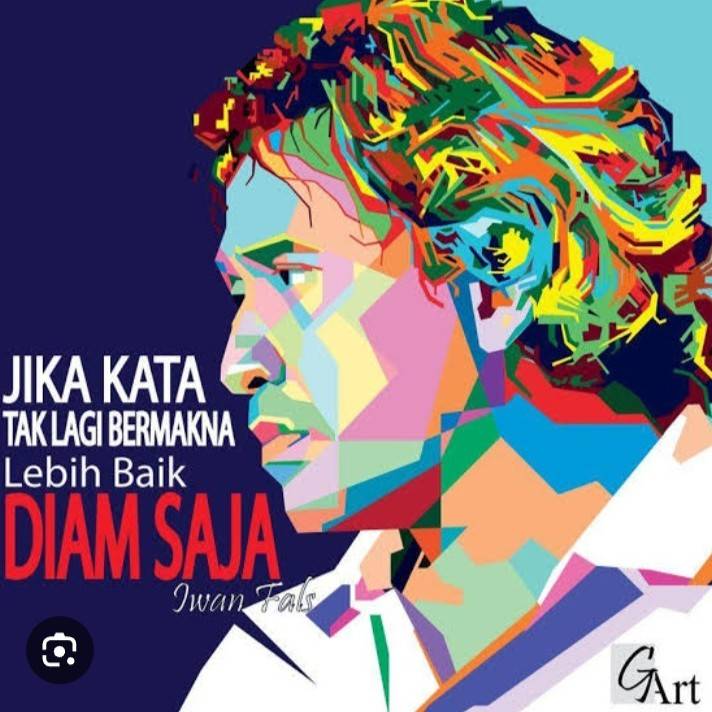 JIKA KATA
TAK LAGI BERMAKNA
Lebih Baik
DIAM SAJA
Iwan Fals
GArt